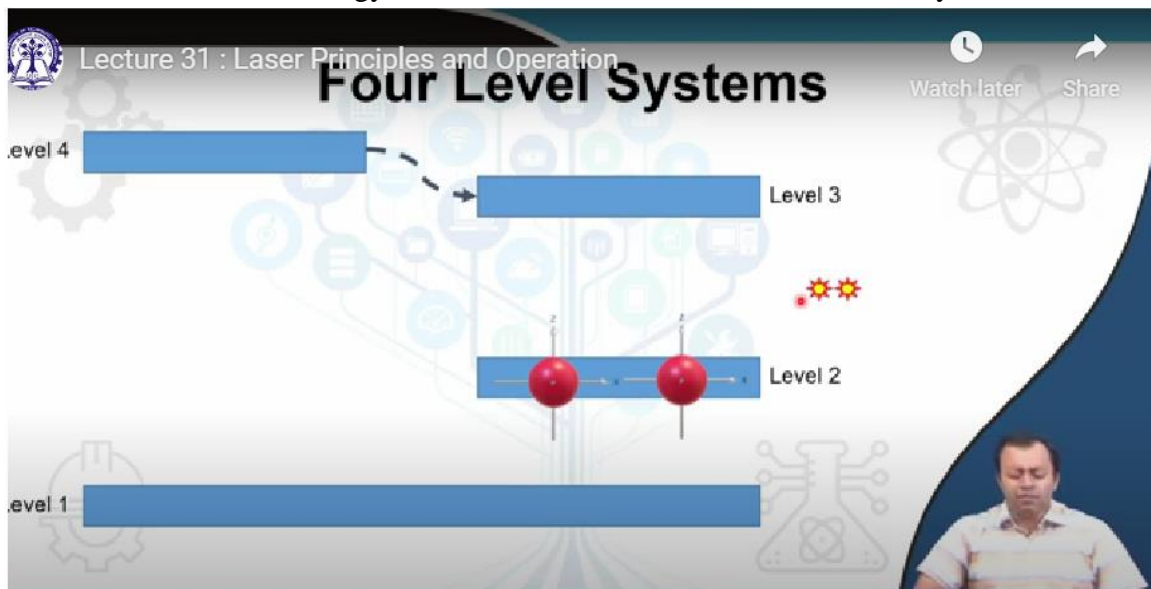 Lecture 31 : Laser Principles and Operation
Four Level Systems
Watch later
Share
evel 4
Level 3
Level 2
evel 1